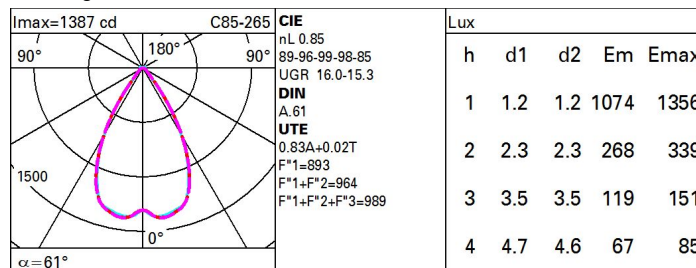 Imax=1387 cd C85-265
90° 180° 90°
1500
0°
α=61°
CIE
nL 0.85
89-96-99-98-85
UGR 16.0-15.3
DIN
A.61
UTE
0.83A+0.02T
F"1=893
F"1+F"2=964
F"1+F"2+F"3=989
Lux
h d1 d2 Em Emax
1 1.2 1.2 1074 1356
2 2.3 2.3 268 339
3 3.5 3.5 119 151
4 4.7 4.6 67 85